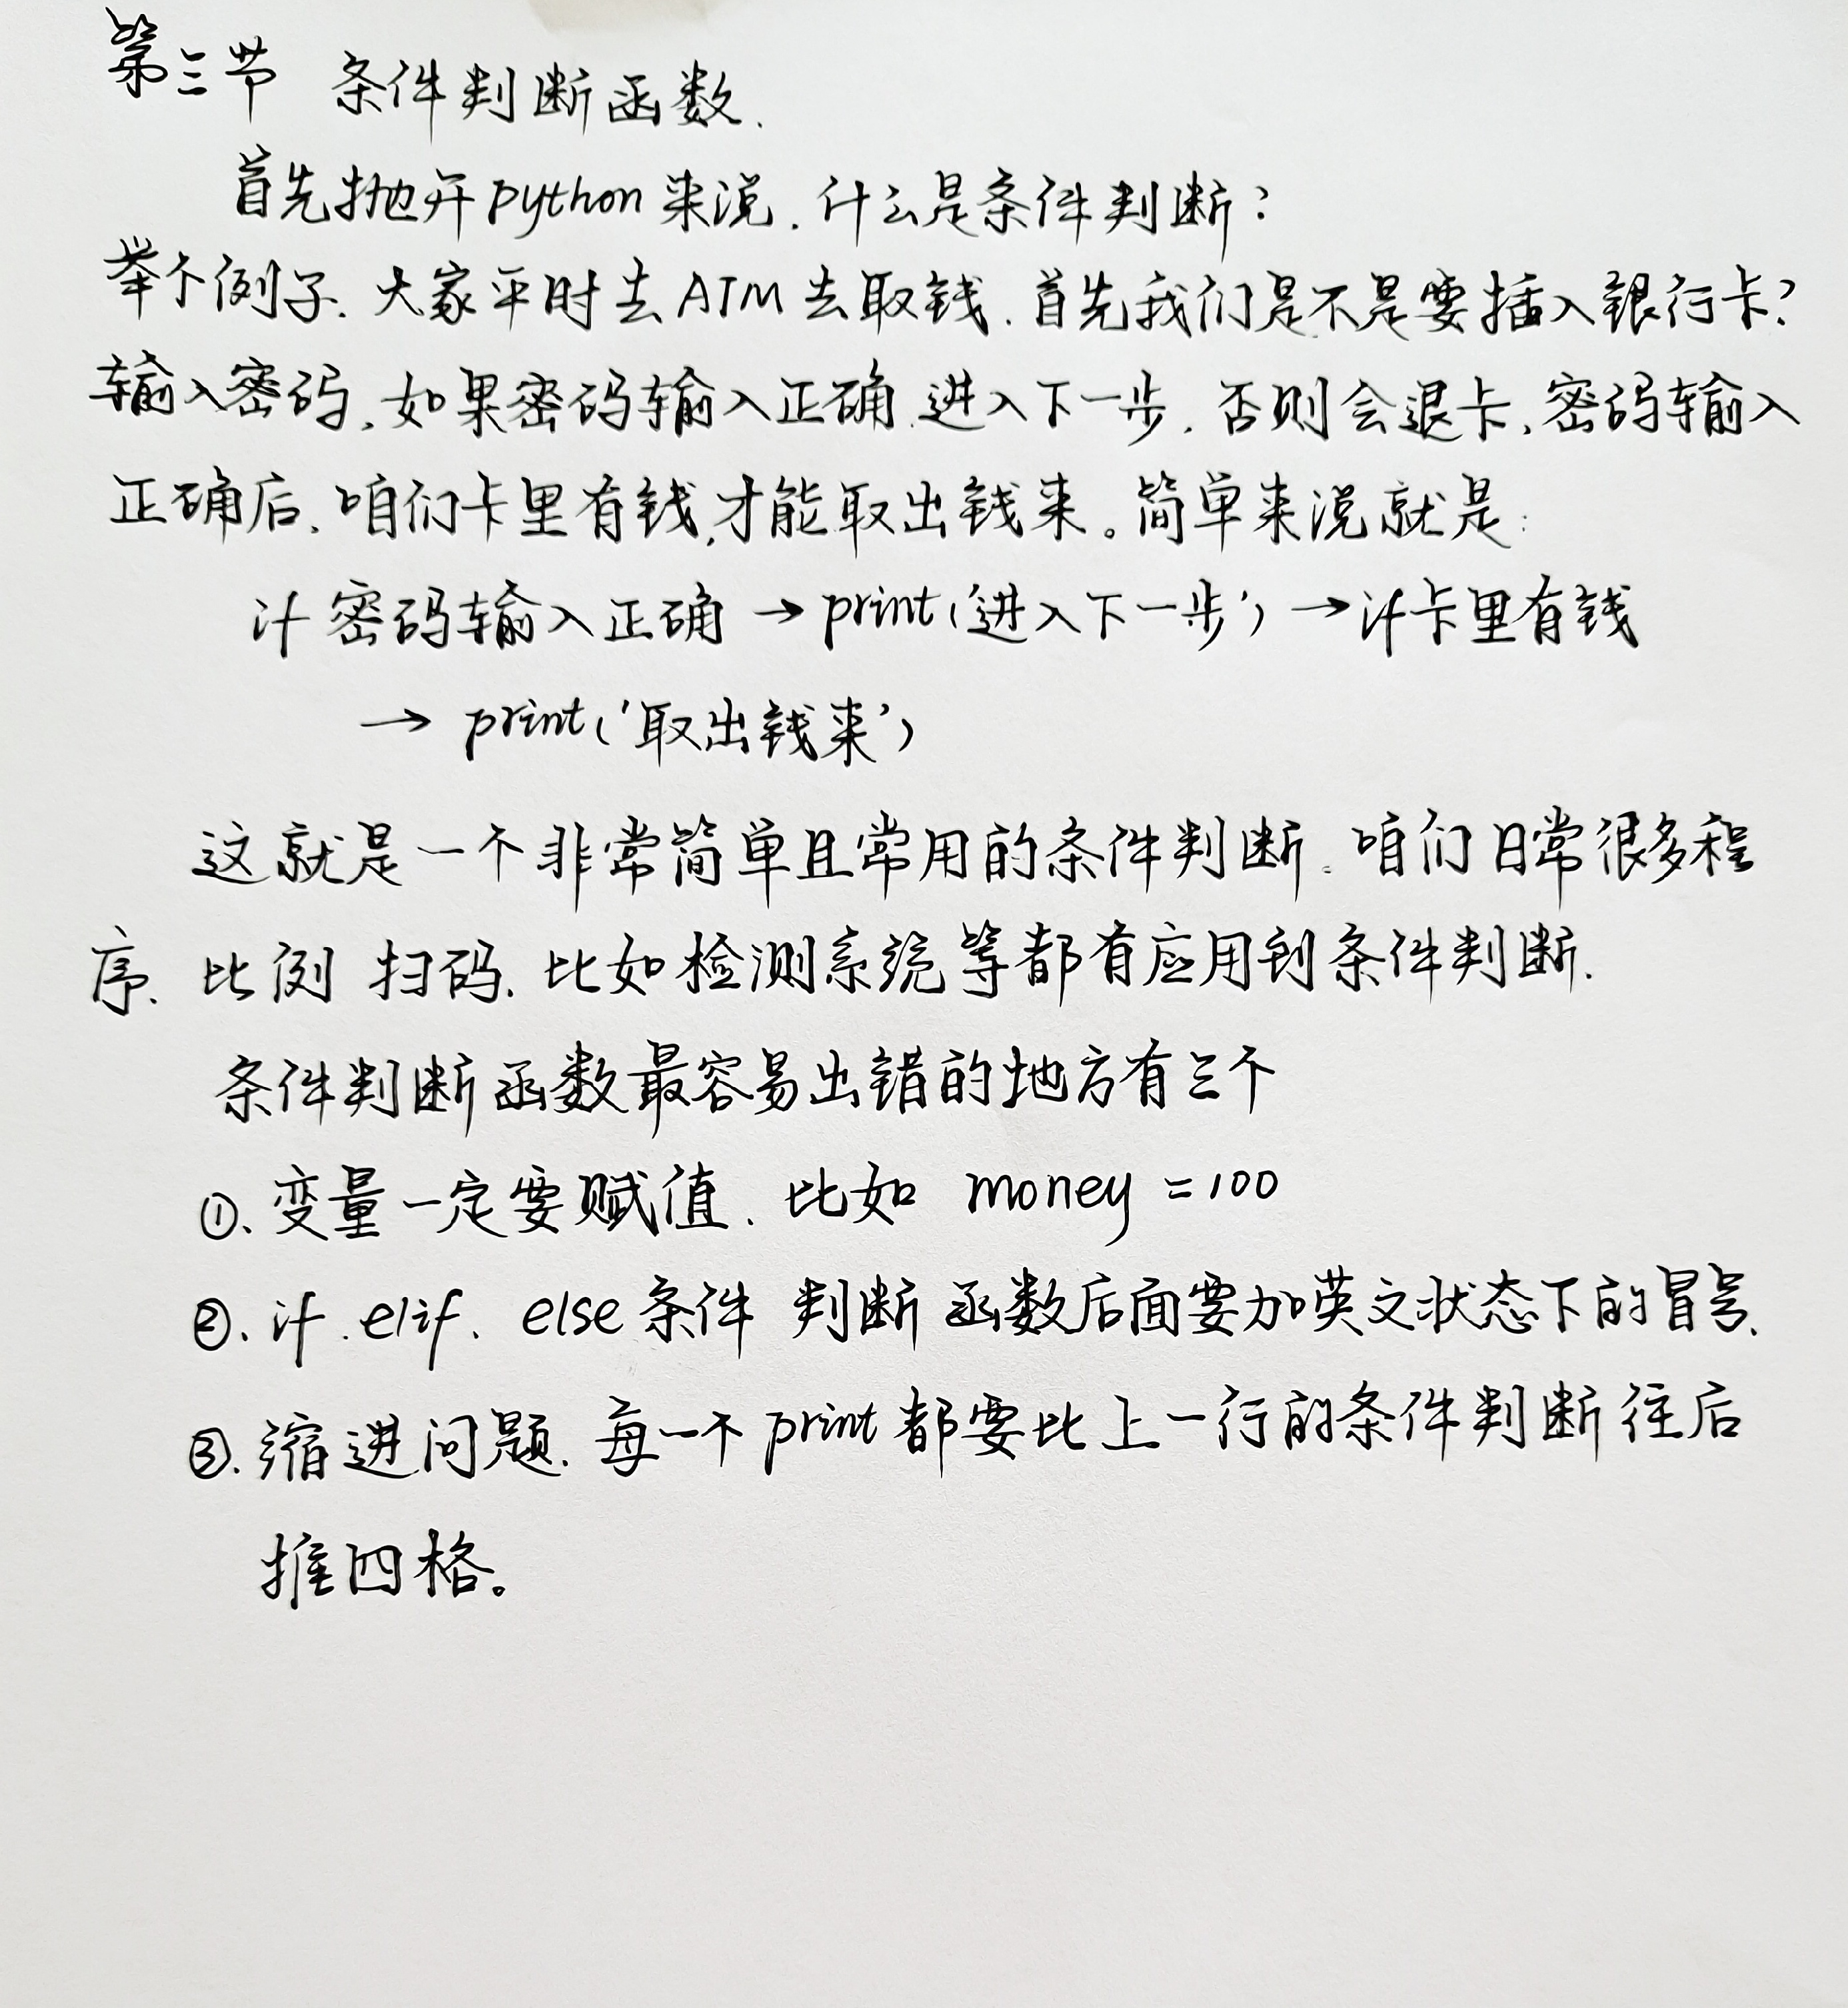 第三节 条件判断函数.
首先抛开python来说.什么是条件判断?
举个例子.大家平时去ATM去取钱.首先我们是不是要插入银行卡?
输入密码,如果密码输入正确.进入下一步.否则会退卡,密码输入
正确后.咱们卡里有钱,才能取出钱来。简单来说就是:
if 密码输入正确 → print('进入下一步') → if卡里有钱
→ print('取出钱来')
这就是一个非常简单且常用的条件判断.咱们日常很多程
序.比例 扫码.比如检测系统等都有应用到条件判断.
条件判断函数最容易出错的地方有三个
①.变量一定要赋值.比如 money =100
②.if.elif.else条件 判断函数后面要加英文状态下的冒号.
③.缩进问题.每一个print都要比上一行的条件判断往后
推四格。